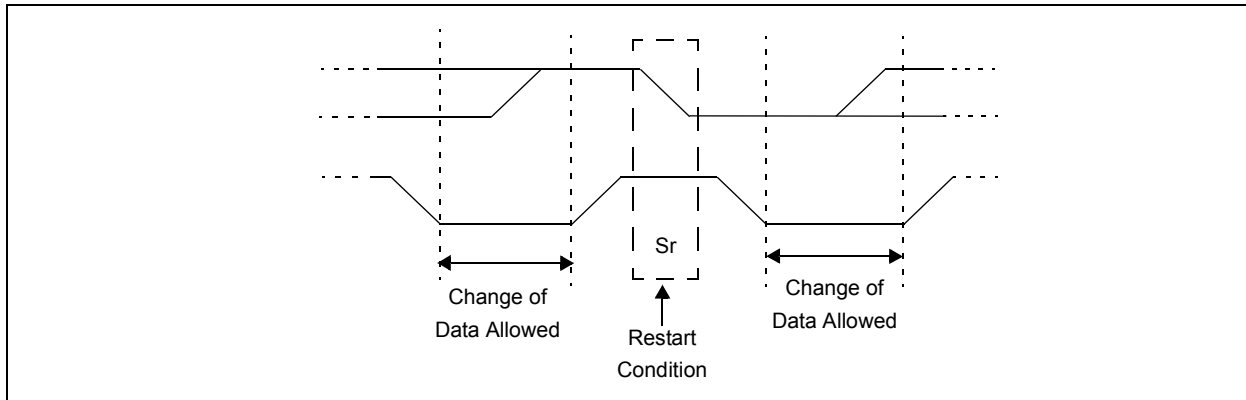 Sr
Change of
Data Allowed
Restart
Condition
Change of
Data Allowed